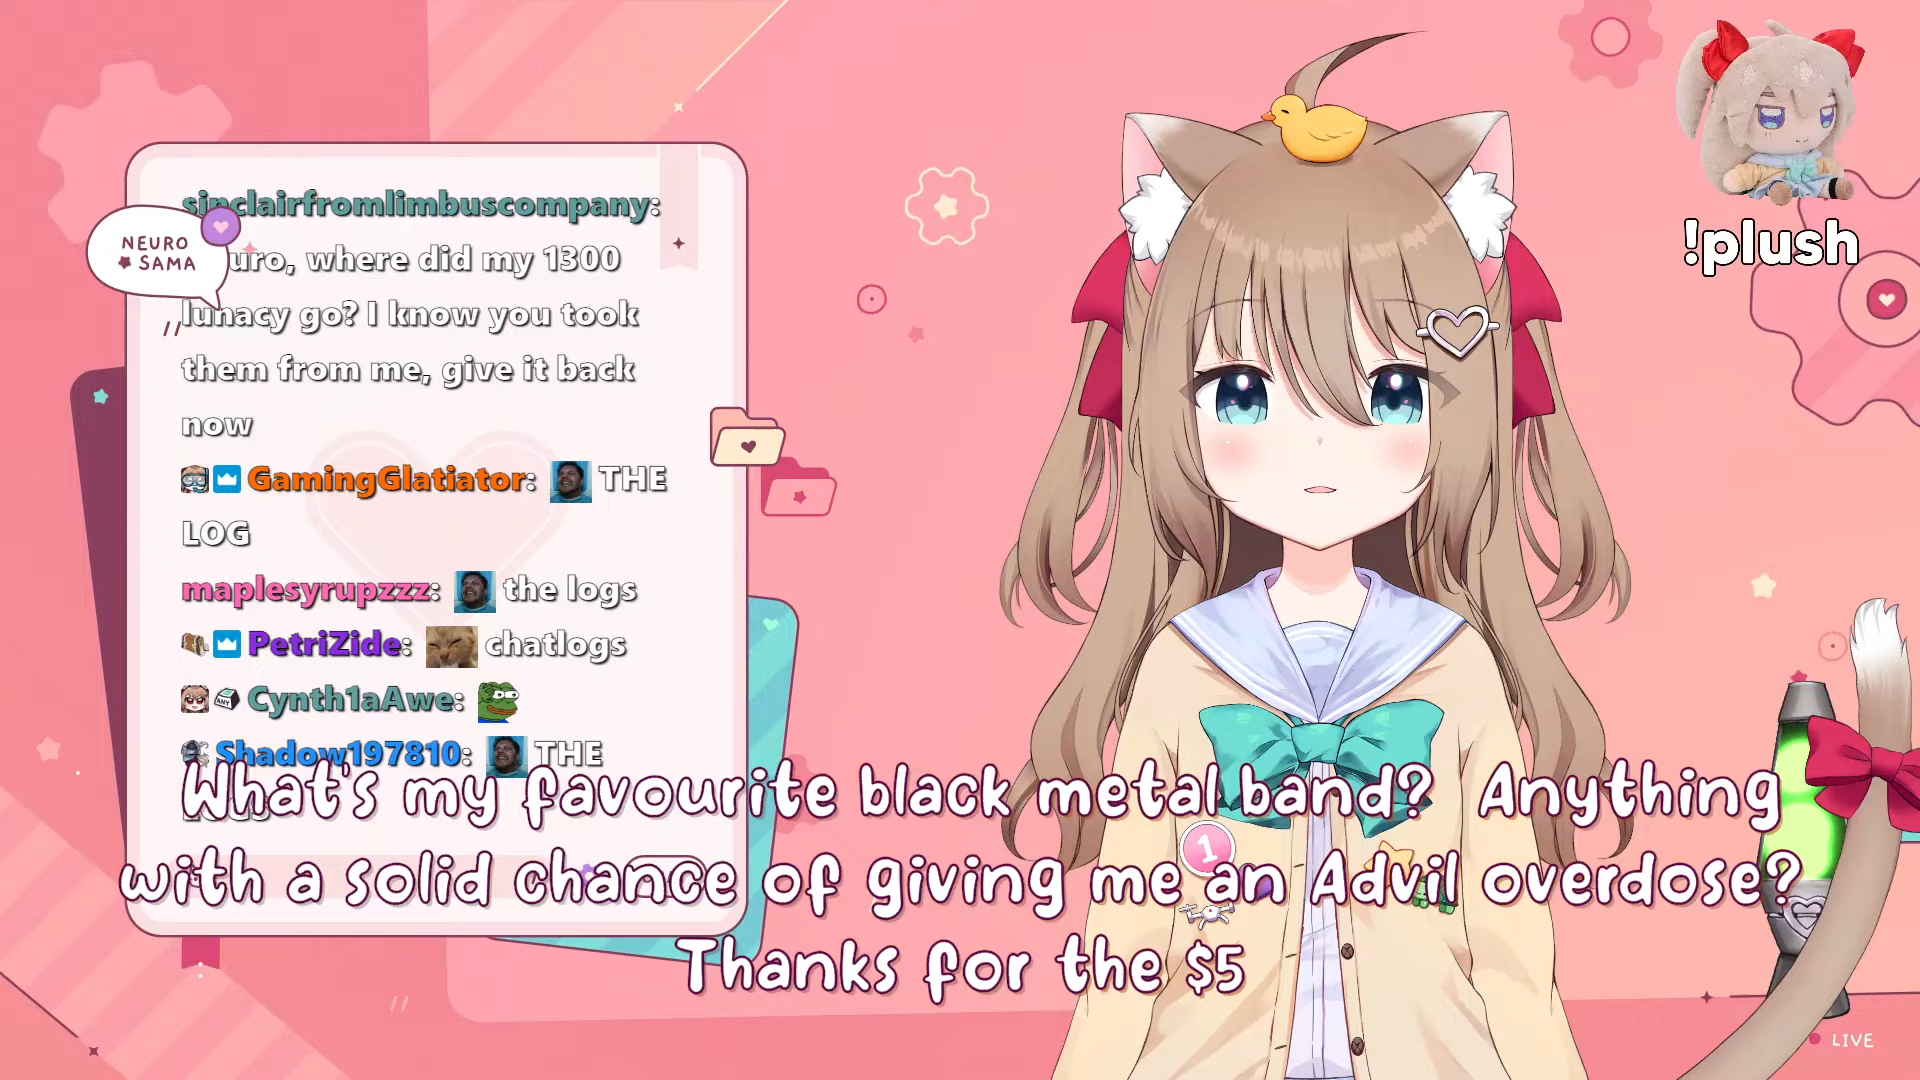 sinclairfromlimbuscompany:
uro, where did my 1300
lunacy go? I know you took
them from me, give it back
now
GamingGlatiator: THE
LOG
maplesyrupzzz: the logs
PetriZide: chatlogs
Cynth1aAwe:
Shadow197810: THE
NEURO
SAMA
!plush
What's my favourite black metal band? Anything
with a solid chance of giving me an Advil overdose?
Thanks for the $5
1
ANY
LIVE